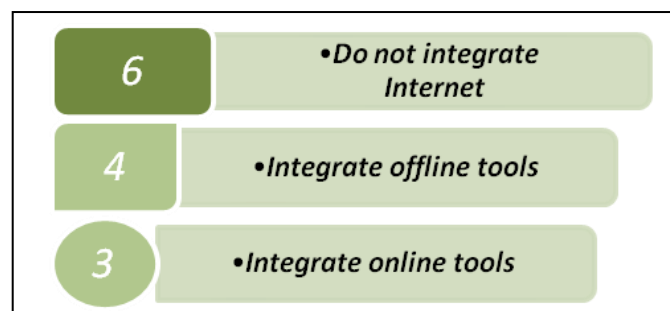 6
•Do not integrate
Internet
4
•Integrate offline tools
3
•Integrate online tools